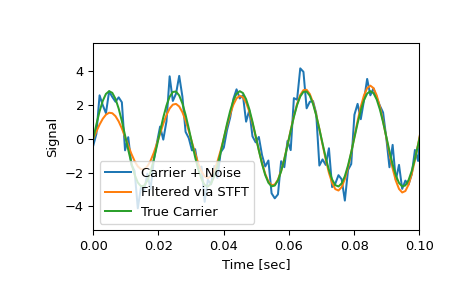 4
2
0
−2
−4
Signal
Carrier + Noise
Filtered via STFT
True Carrier
0.00 0.02 0.04 0.06 0.08 0.10
Time [sec]